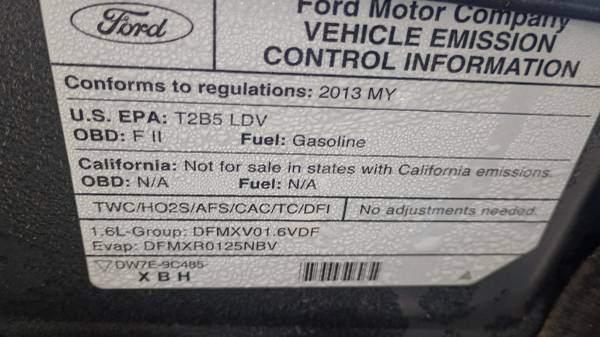 Ford
Ford Motor Company
VEHICLE EMISSION
CONTROL INFORMATION
Conforms to regulations: 2013 MY
U.S. EPA: T2B5 LDV
OBD: F II Fuel: Gasoline
California: Not for sale in states with California emissions.
OBD: N/A Fuel: N/A
TWC/HO2S/AFS/CAC/TC/DFI No adjustments needed.
1.6L-Group: DFMXV01.6VDF
Evap: DFMXR0125NBV
DW7E-9C485-
X B H